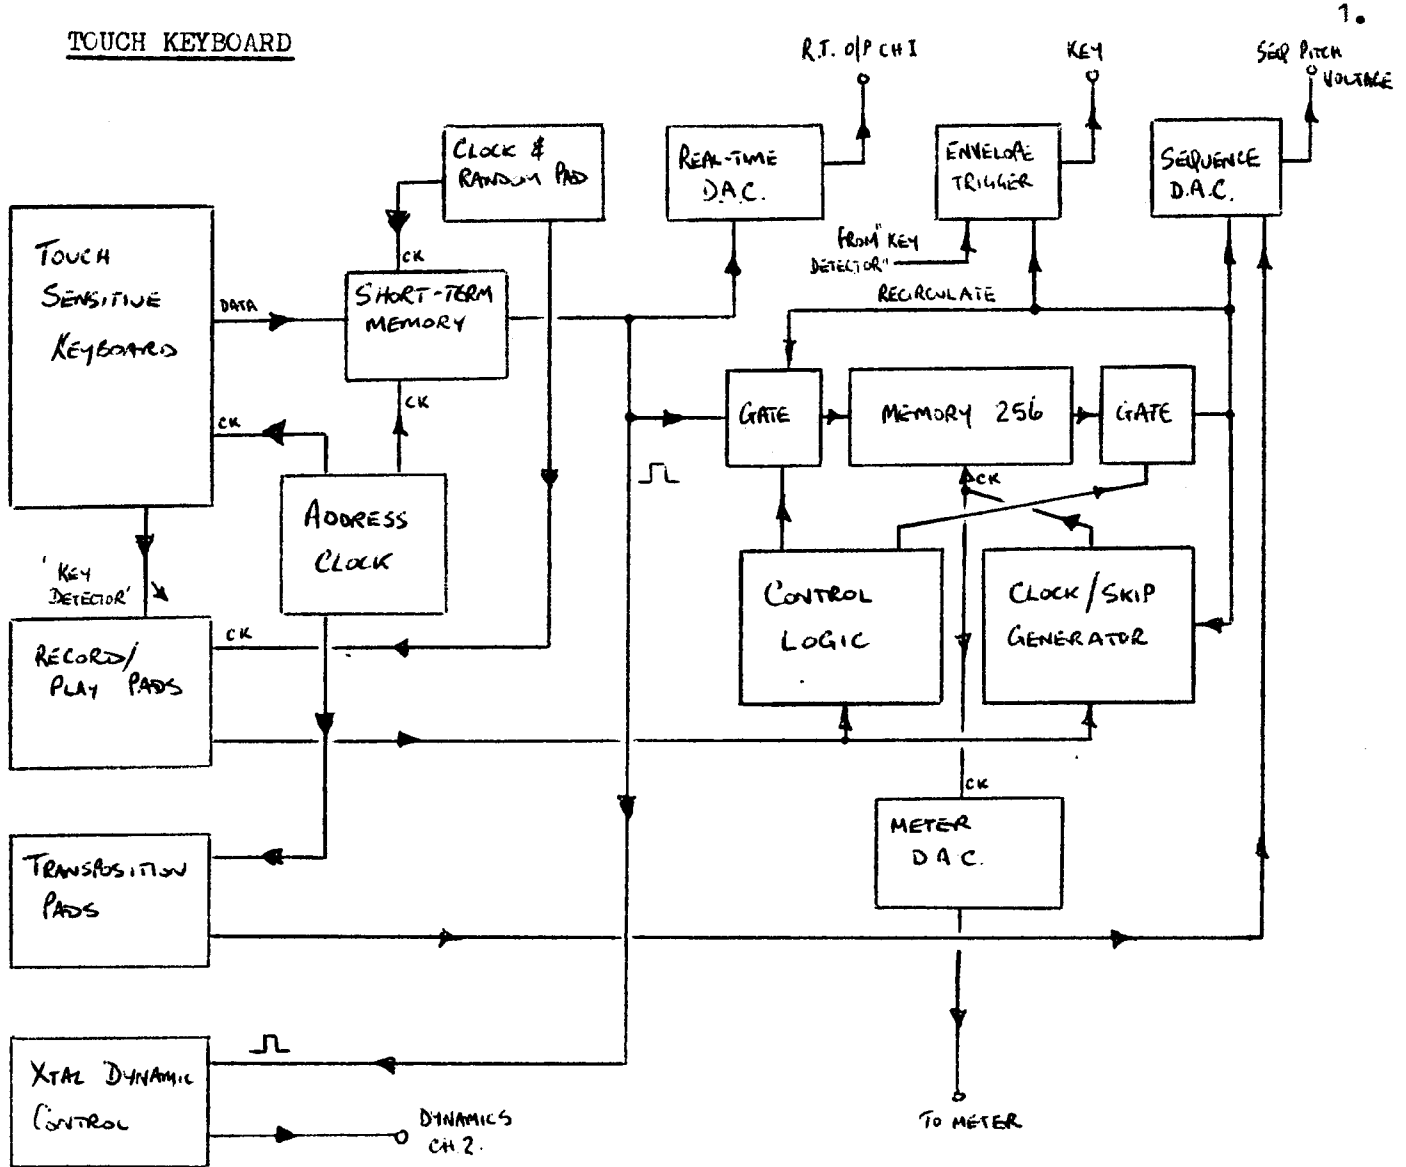 1.
TOUCH KEYBOARD
R.T. O/P CH I
KEY
SEQ PITCH
VOLTAGE
CLOCK &
RANDOM PAD
REAL-TIME
D.A.C.
ENVELOPE
TRIGGER
SEQUENCE
D.A.C.
TOUCH
SENSITIVE
KEYBOARD
FROM "KEY
DETECTOR"
CK
DATA
SHORT-TERM
MEMORY
RECIRCULATE
CK
CK
GATE
MEMORY 256
GATE
CK
ADDRESS
CLOCK
'KEY
DETECTOR'
CONTROL
LOGIC
CLOCK/SKIP
GENERATOR
RECORD/
PLAY PADS
CK
CK
METER
D A C.
TRANSPOSITION
PADS
XTAL DYNAMIC
CONTROL
DYNAMICS
CH.2.
TO METER